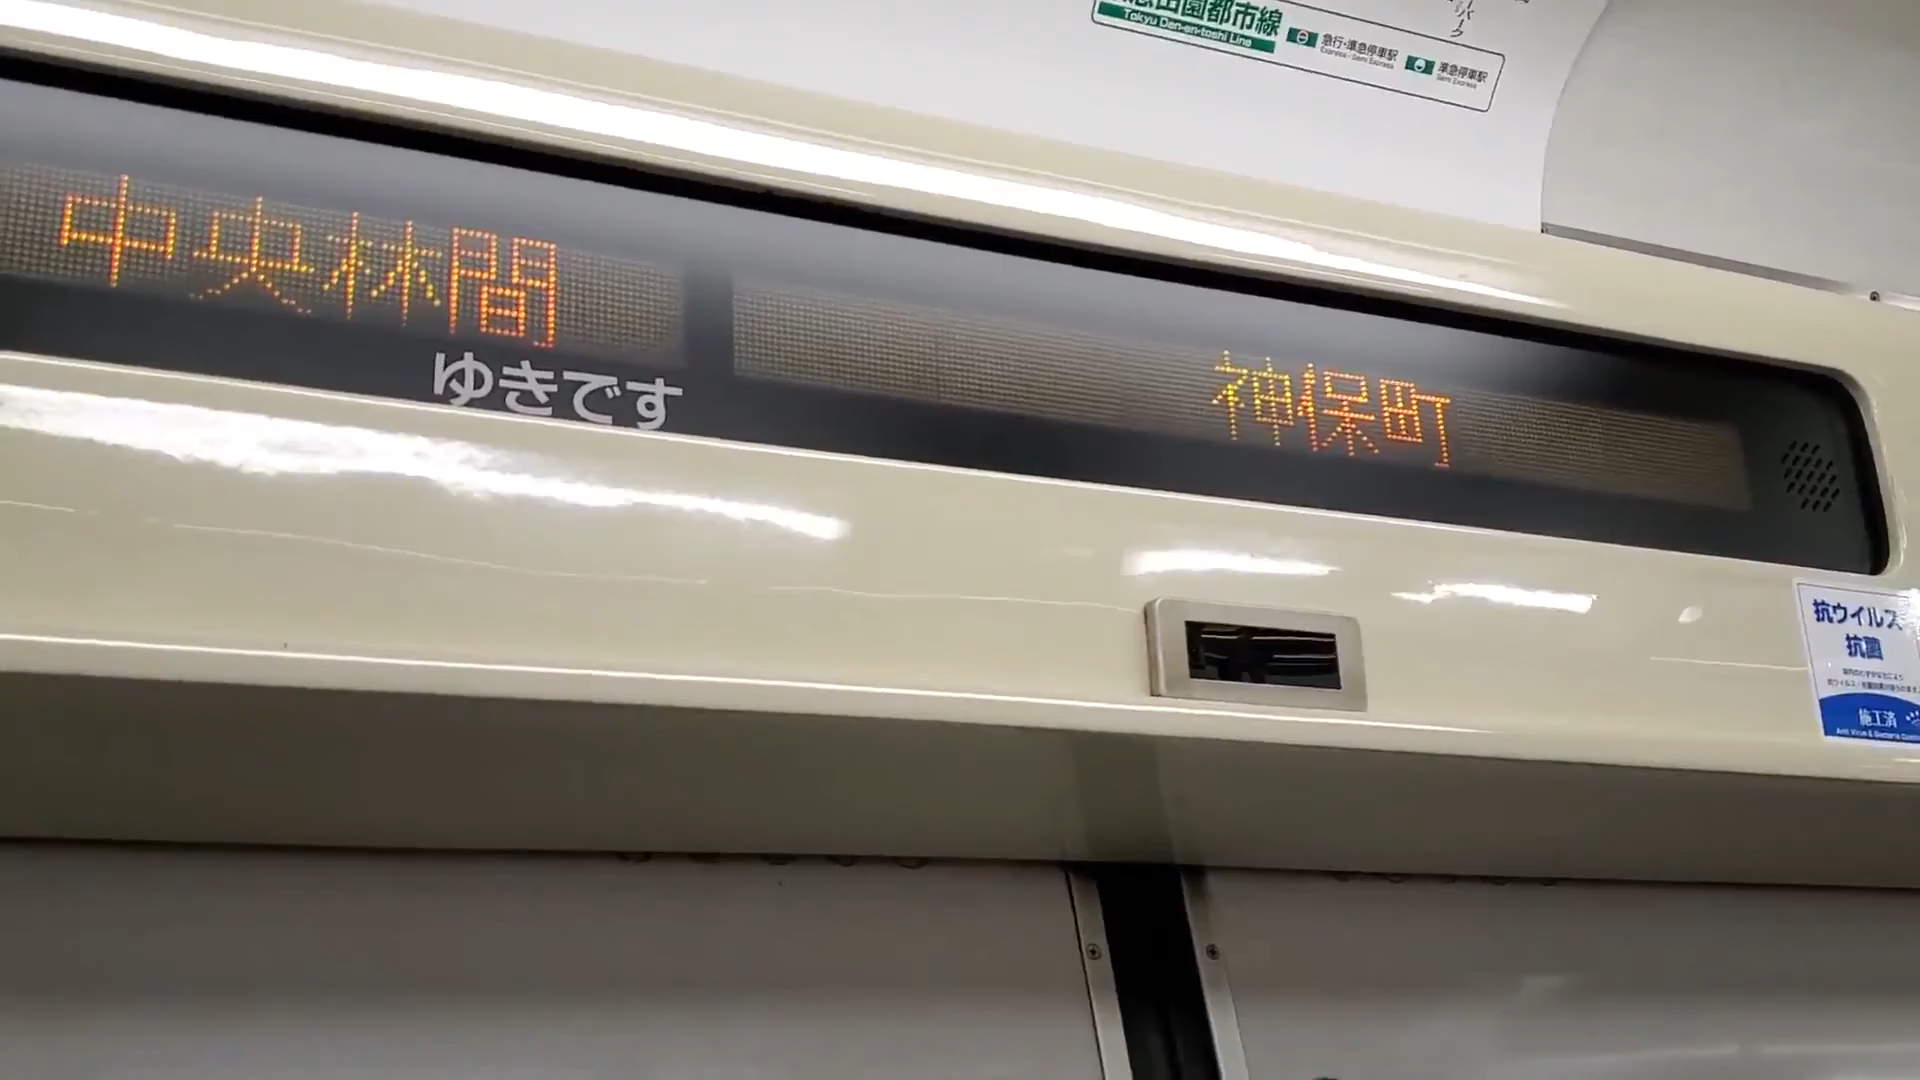 田園都市線
Tokyu Den-en-toshi Line
急行・準急停車駅
準急停車駅
Semi Express
中央林間
ゆきです
神保町
抗ウイルス
抗菌
施工済